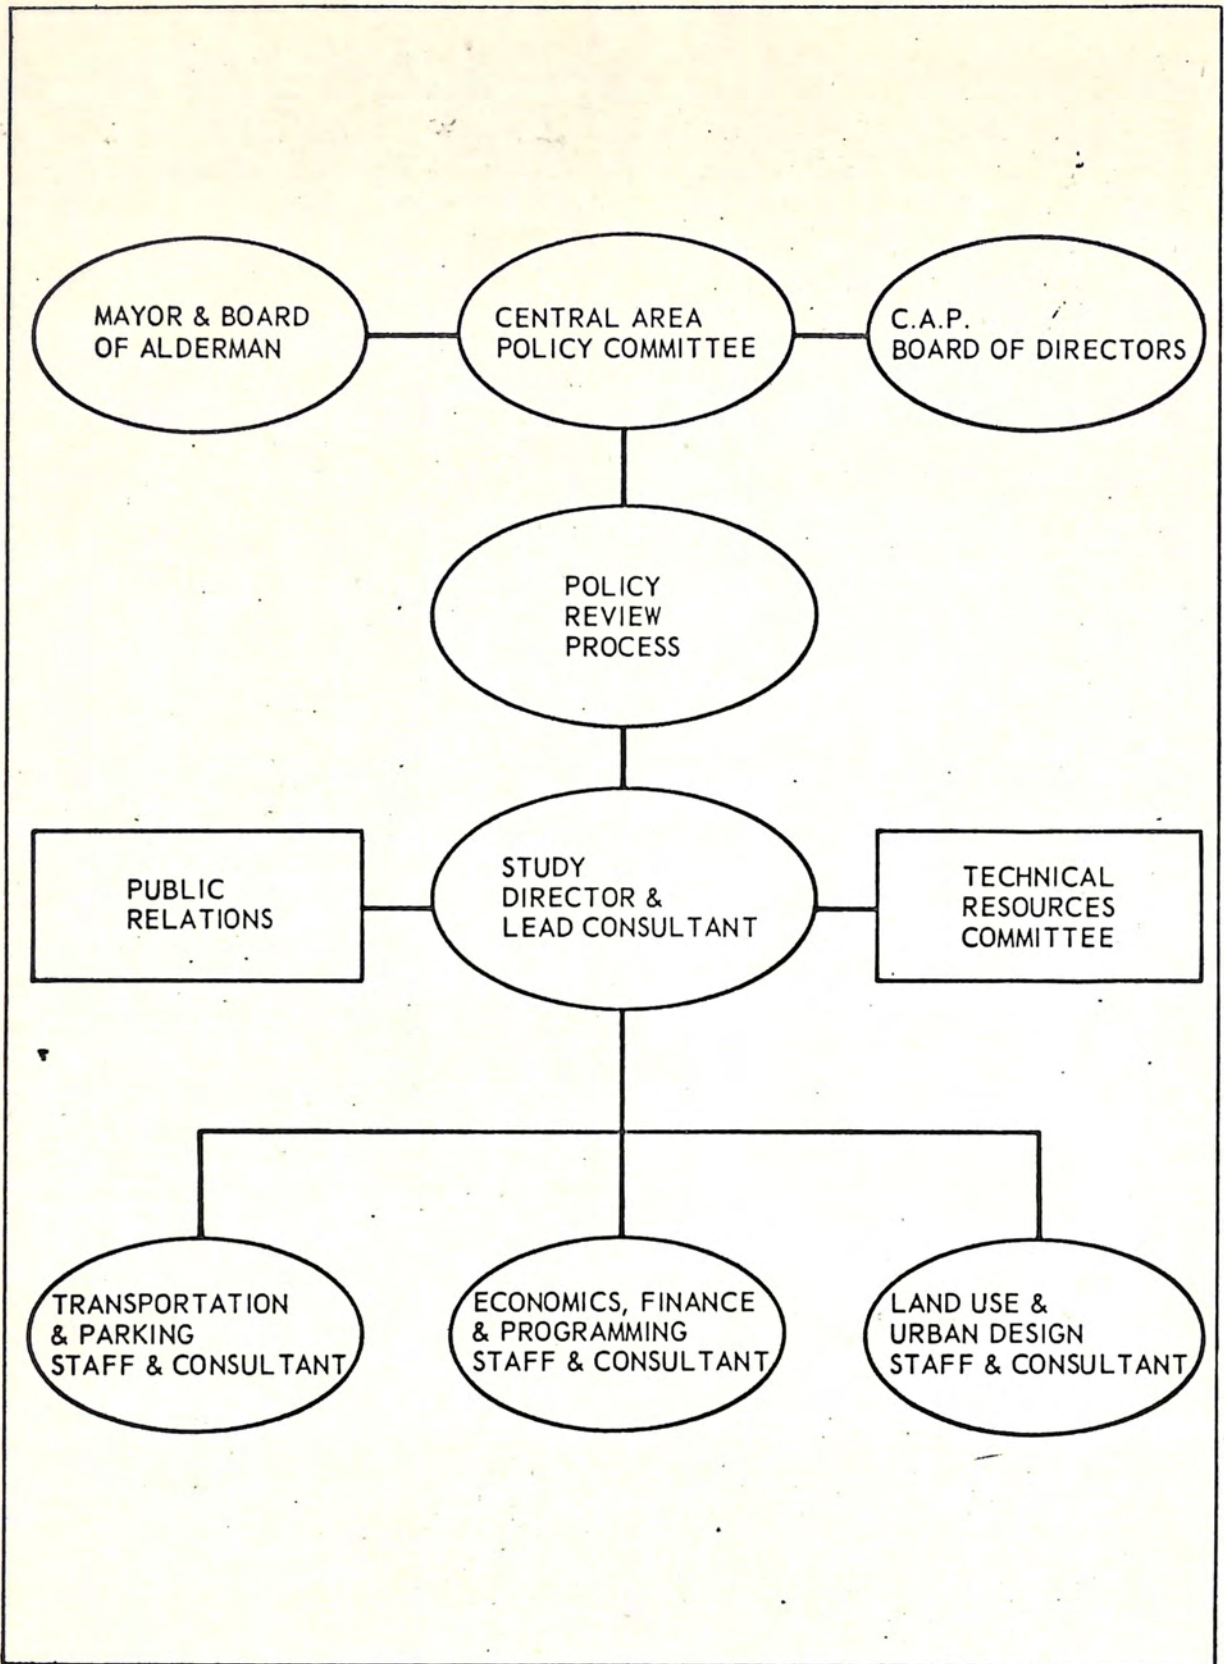 MAYOR & BOARD
OF ALDERMAN
CENTRAL AREA
POLICY COMMITTEE
C.A.P.
BOARD OF DIRECTORS
POLICY
REVIEW
PROCESS
PUBLIC
RELATIONS
STUDY
DIRECTOR &
LEAD CONSULTANT
TECHNICAL
RESOURCES
COMMITTEE
TRANSPORTATION
& PARKING
STAFF & CONSULTANT
ECONOMICS, FINANCE
& PROGRAMMING
STAFF & CONSULTANT
LAND USE &
URBAN DESIGN
STAFF & CONSULTANT